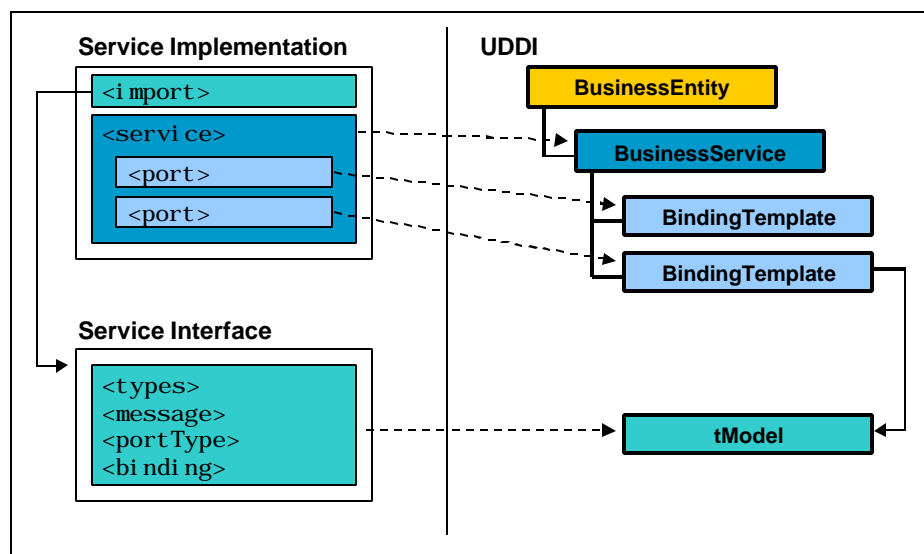 Service Implementation
<import>
<service>
<port>
<port>
Service Interface
<types>
<message>
<portType>
<binding>
UDDI
BusinessEntity
BusinessService
BindingTemplate
BindingTemplate
tModel